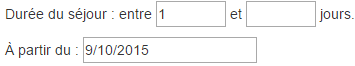 Durée du séjour : entre 1 et jours.
À partir du : 9/10/2015